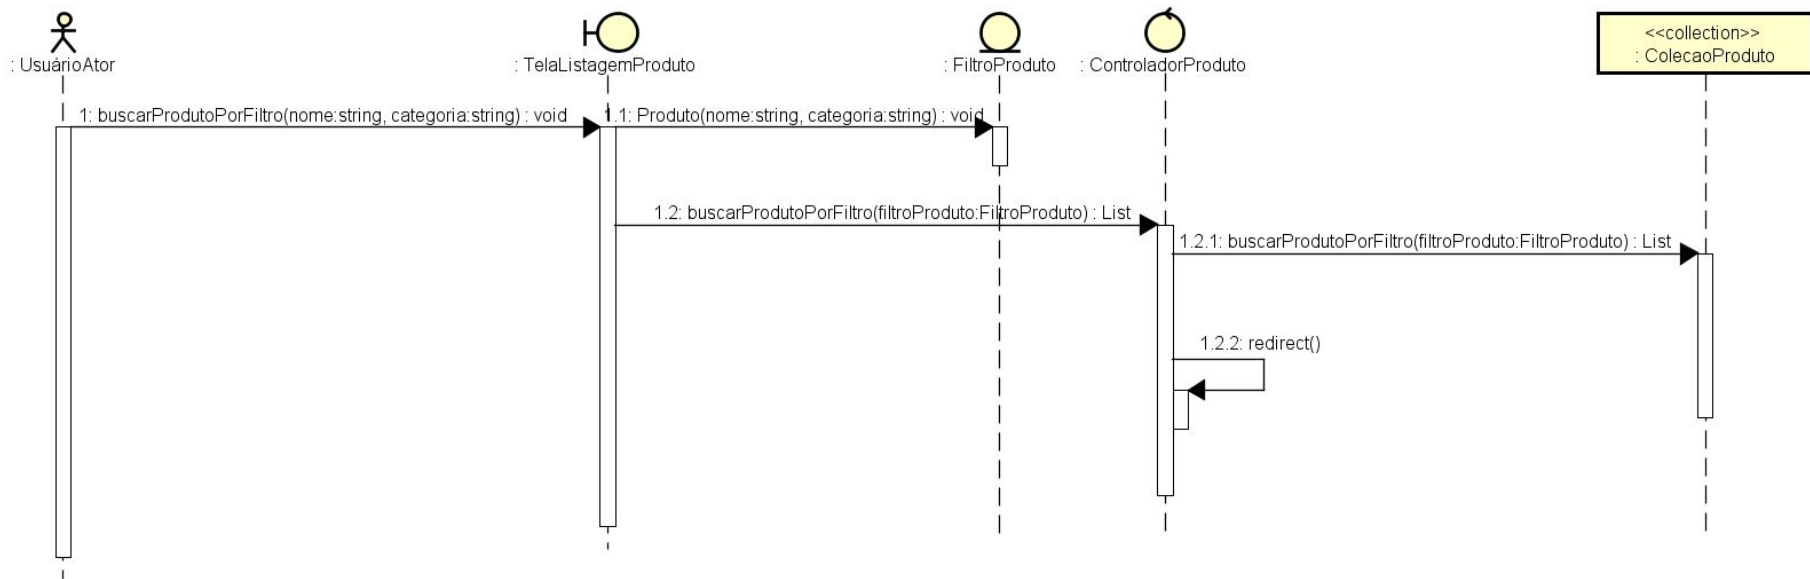 <<collection>>
: UsuárioAtor
: TelaListagemProduto
: FiltroProduto
: ControladorProduto
: ColecaoProduto
1: buscarProdutoPorFiltro(nome:string, categoria:string) : void
1.1: Produto(nome:string, categoria:string) : void
1.2: buscarProdutoPorFiltro(filtroProduto:FiltroProduto) : List
1.2.1: buscarProdutoPorFiltro(filtroProduto:FiltroProduto) : List
1.2.2: redirect()